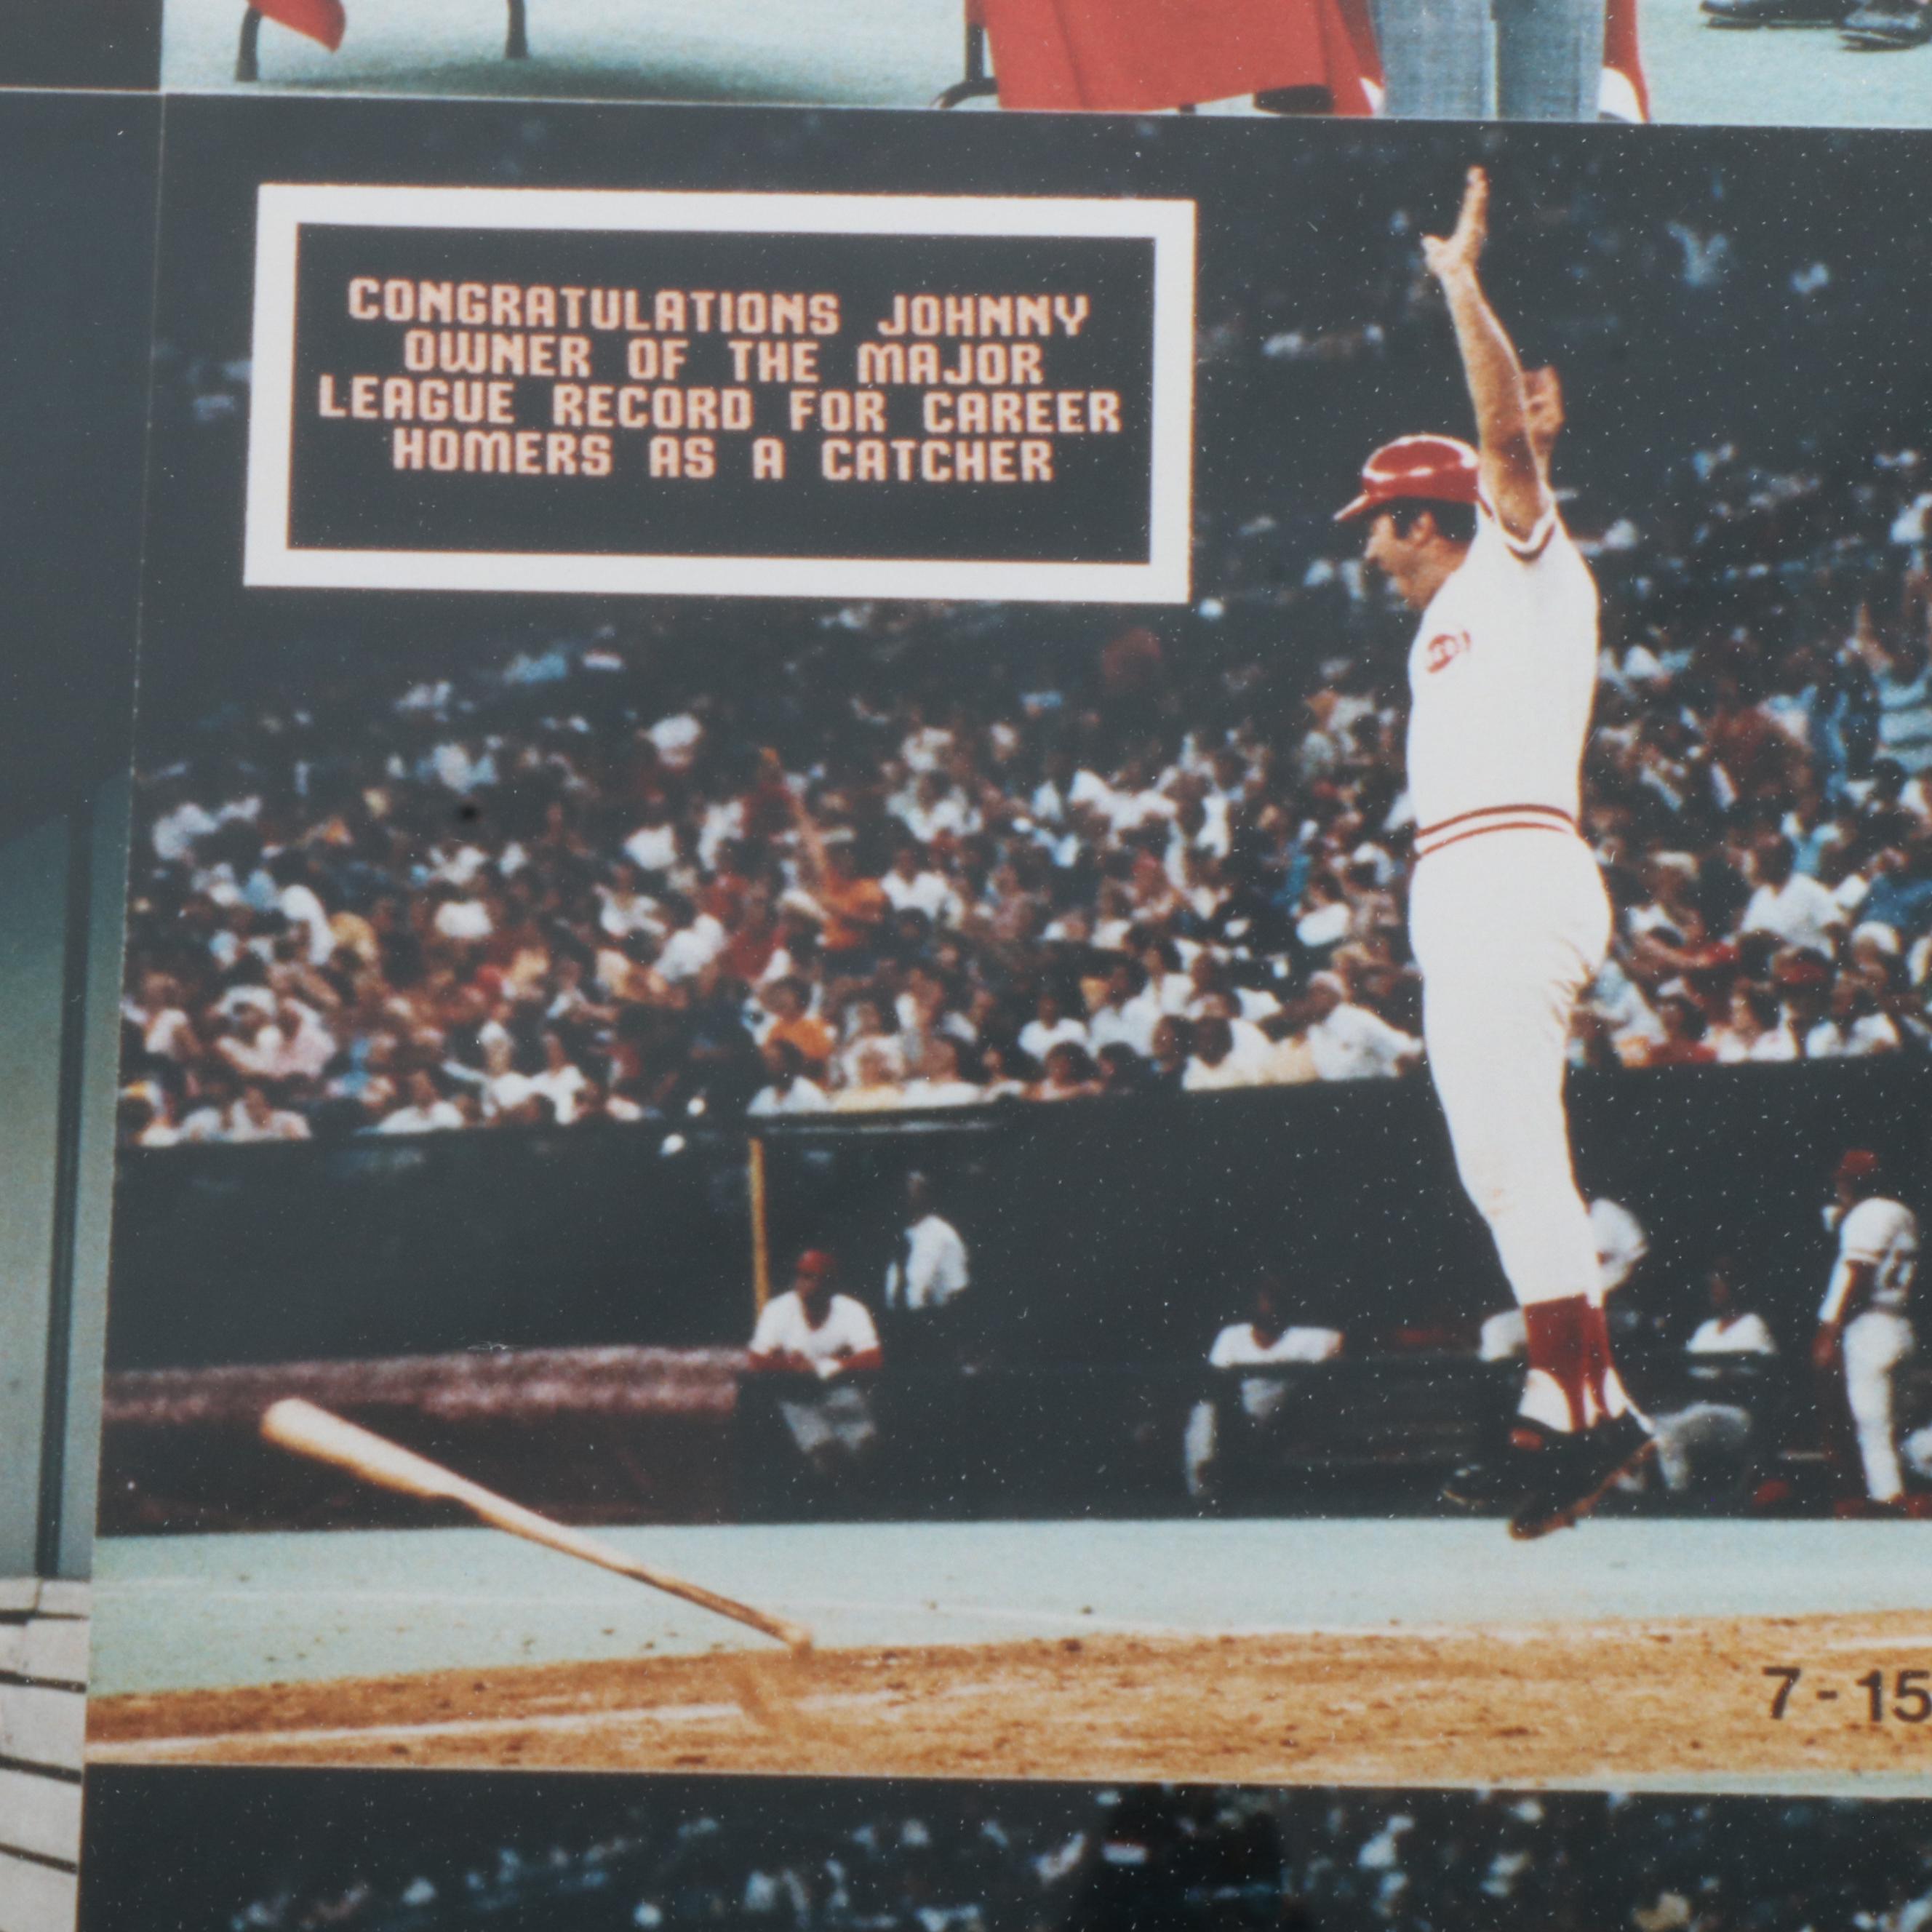 CONGRATULATIONS JOHNNY
OWNER OF THE MAJOR
LEAGUE RECORD FOR CAREER
HOMERS AS A CATCHER
7-15